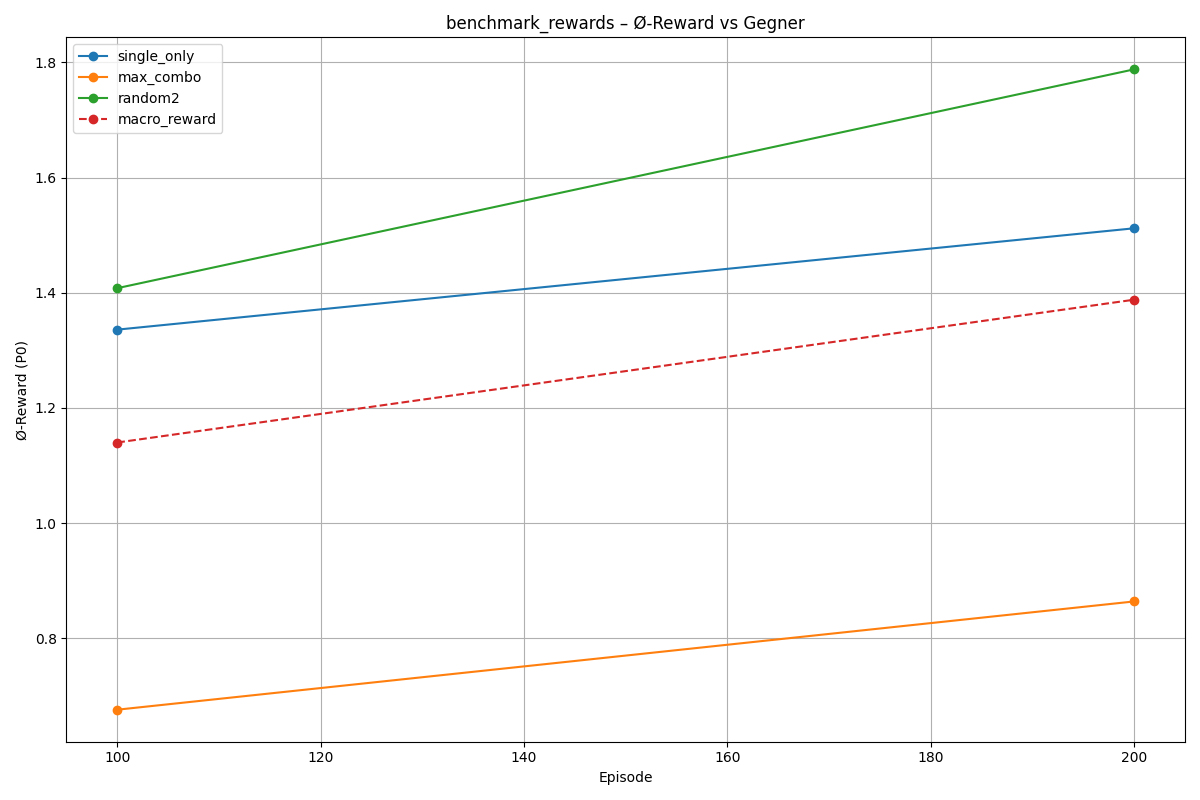 benchmark_rewards – Ø-Reward vs Gegner
single_only
max_combo
random2
macro_reward
Ø-Reward (P0)
1.8
1.6
1.4
1.2
1.0
0.8
100 120 140 160 180 200
Episode